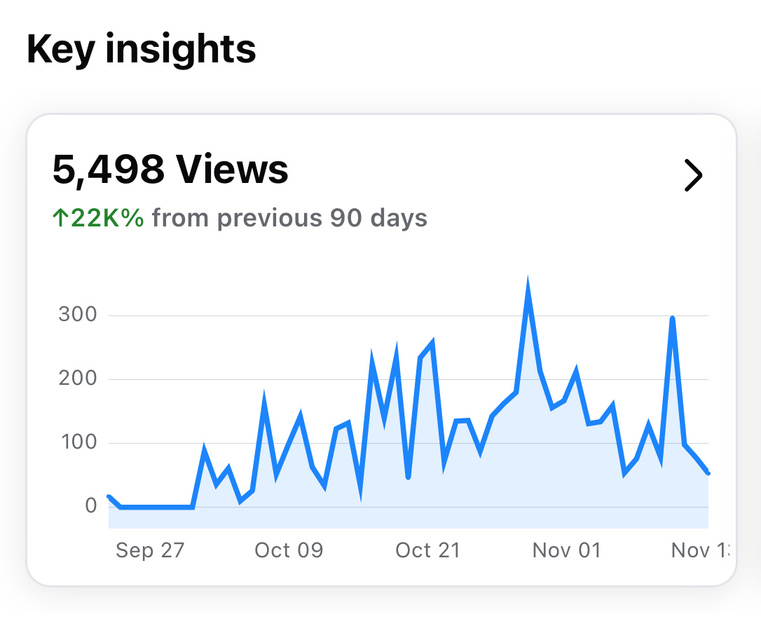 Key insights
5,498 Views
↑22K% from previous 90 days
300
200
100
0
Sep 27 Oct 09 Oct 21 Nov 01 Nov